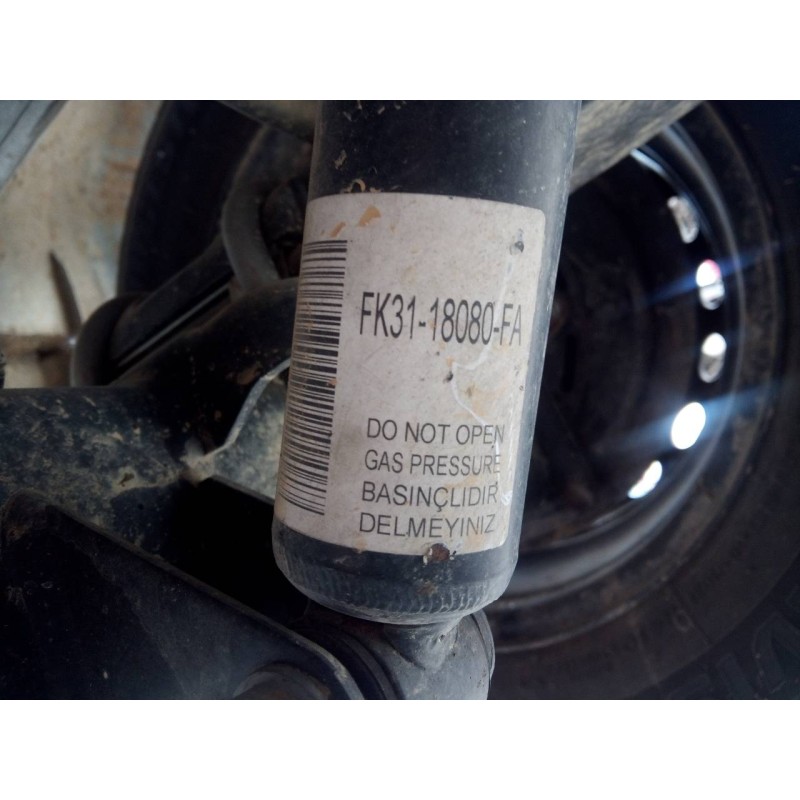 FK31-18080-FA
DO NOT OPEN
GAS PRESSURE
BASINÇLIDIR
DELMEYINIZ